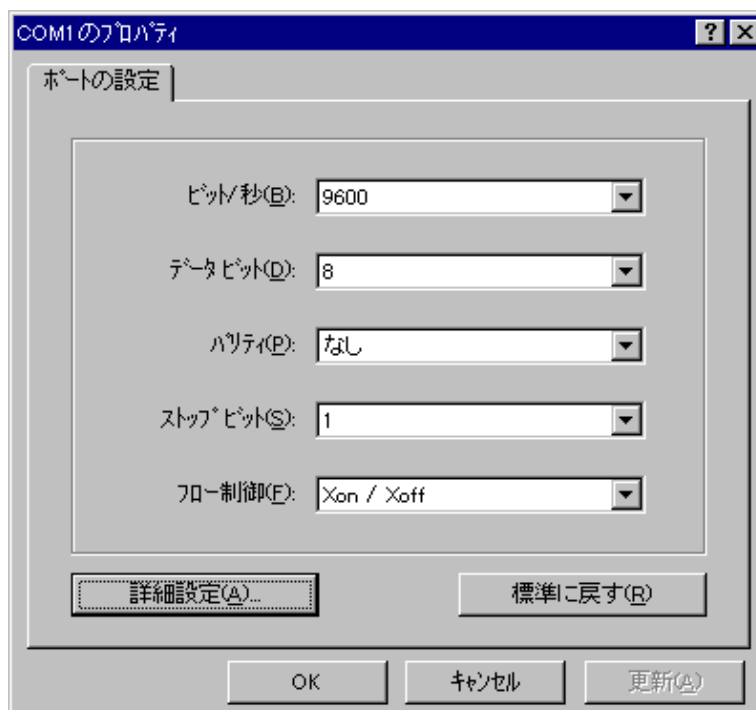 COM1のﾌﾟﾛﾊﾟﾃｨ
ﾎﾟｰﾄの設定
ﾋﾞｯﾄ/秒(B): 9600
ﾃﾞｰﾀ ﾋﾞｯﾄ(D): 8
ﾊﾟﾘﾃｨ(P): なし
ｽﾄｯﾌﾟ ﾋﾞｯﾄ(S): 1
ﾌﾛｰ制御(F): Xon / Xoff
詳細設定(A)... 標準に戻す(R)
OK ｷｬﾝｾﾙ 更新(A)